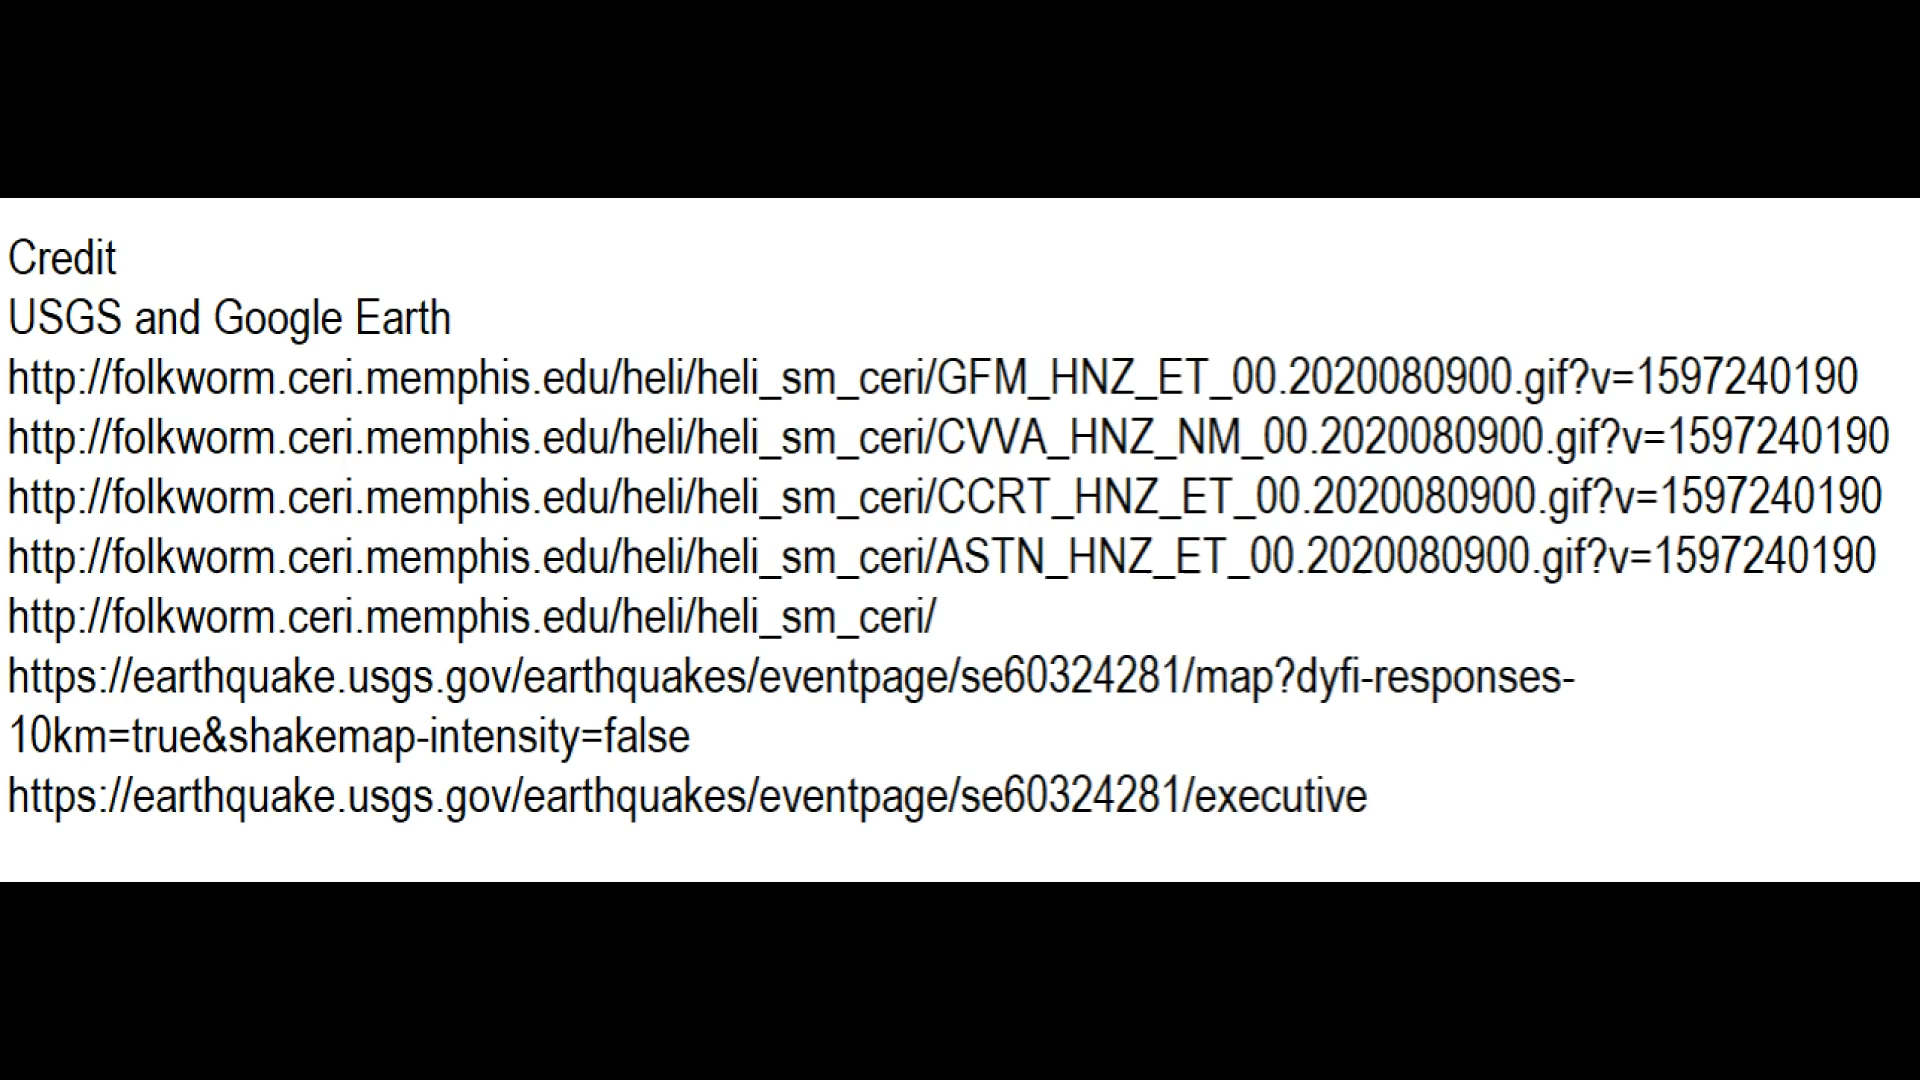 Credit
USGS and Google Earth
http://folkworm.ceri.memphis.edu/heli/heli_sm_ceri/GFM_HNZ_ET_00.2020080900.gif?v=1597240190
http://folkworm.ceri.memphis.edu/heli/heli_sm_ceri/CVVA_HNZ_NM_00.2020080900.gif?v=1597240190
http://folkworm.ceri.memphis.edu/heli/heli_sm_ceri/CCRT_HNZ_ET_00.2020080900.gif?v=1597240190
http://folkworm.ceri.memphis.edu/heli/heli_sm_ceri/ASTN_HNZ_ET_00.2020080900.gif?v=1597240190
http://folkworm.ceri.memphis.edu/heli/heli_sm_ceri/
https://earthquake.usgs.gov/earthquakes/eventpage/se60324281/map?dyfi-responses-
10km=true&shakemap-intensity=false
https://earthquake.usgs.gov/earthquakes/eventpage/se60324281/executive